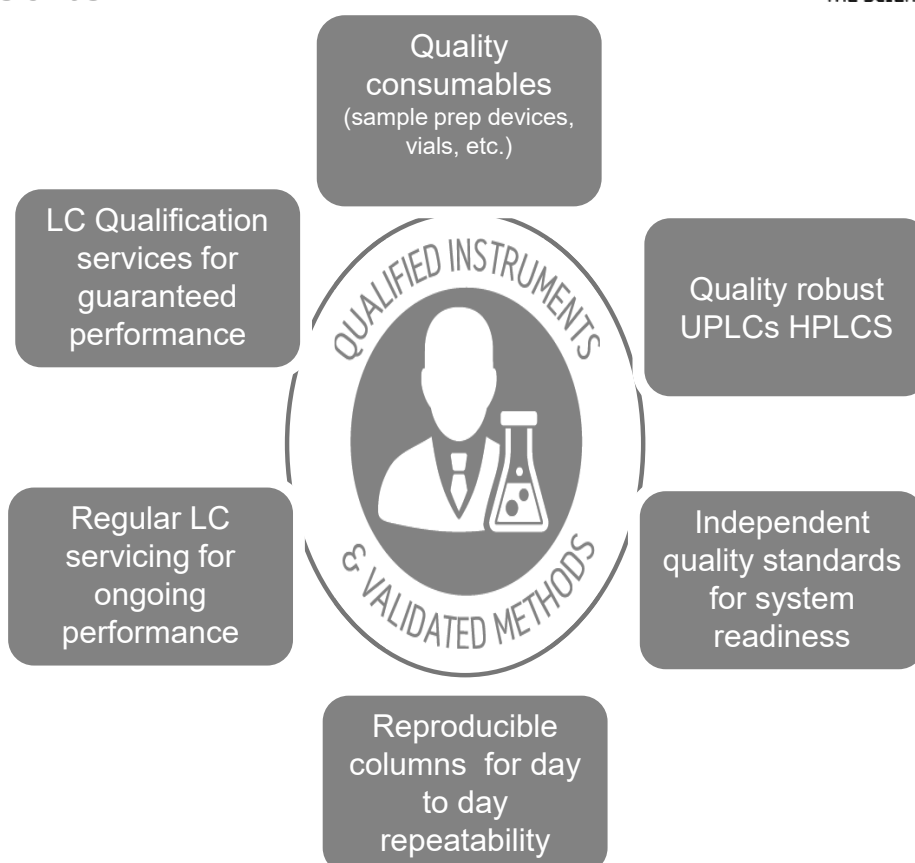 Quality
consumables
(sample prep devices,
vials, etc.)
LC Qualification
services for
guaranteed
performance
QUALIFIED INSTRUMENTS
Quality robust
UPLCs HPLCS
Regular LC
servicing for
ongoing
performance
& VALIDATED METHODS
Independent
quality standards
for system
readiness
Reproducible
columns for day
to day
repeatability